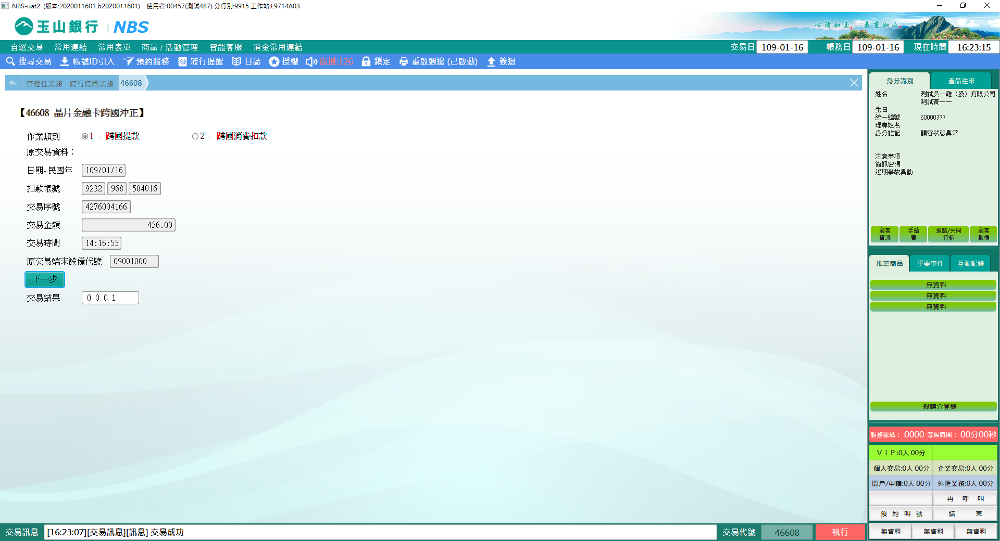 NBS-uat2 (版本:2020011601.b2020011601) 使用者:00457(測試487) 分行別:9915 工作站:L9714A03
玉山銀行 | NBS
心清如玉 義重如山
自選交易 常用連結 常用表單 商品 / 活動管理 智能客服 消金常用連結 交易日 109-01-16 帳務日 109-01-16 現在時間 16:23:15
搜尋交易 帳號ID引入 預約服務 蒞行提醒 日誌 授權 廣播:126 鎖定 重啟週邊 (已啟動) 簽退
管理性業務 跨行跨國業務 46608
【46608 晶片金融卡跨國沖正】
作業類別 1 - 跨國提款 2 - 跨國消費扣款
原交易資料：
日期-民國年 109/01/16
扣款帳號 9232 968 584016
交易序號 4276004166
交易金額 456.00
交易時間 14:16:55
原交易端末設備代號 09001000
下一步
交易結果 0001
身分識別 產品往來
姓名 測試吳一雞（股）有限公司
測試黃一一
生日
統一編號 60000377
理專姓名
身分註記 顧客狀態異常
注意事項
簡訊密碼
近期事故異動
顧客資訊 手續費 通路/共同行銷 顧客影像
推薦商品 重要事件 互動記錄
無資料
無資料
無資料
一般轉介登錄
服務號碼： 0000 等候時間： 00分00秒
ＶＩＰ:0人 00分
個人交易:0人 00分 企業交易:0人 00分
開戶/申請:0人 00分 外匯業務:0人 00分
再 呼 叫
預 約 叫 號 結 束
無資料 無資料 無資料
交易訊息 [16:23:07][交易訊息][訊息] 交易成功 交易代號 46608 執行